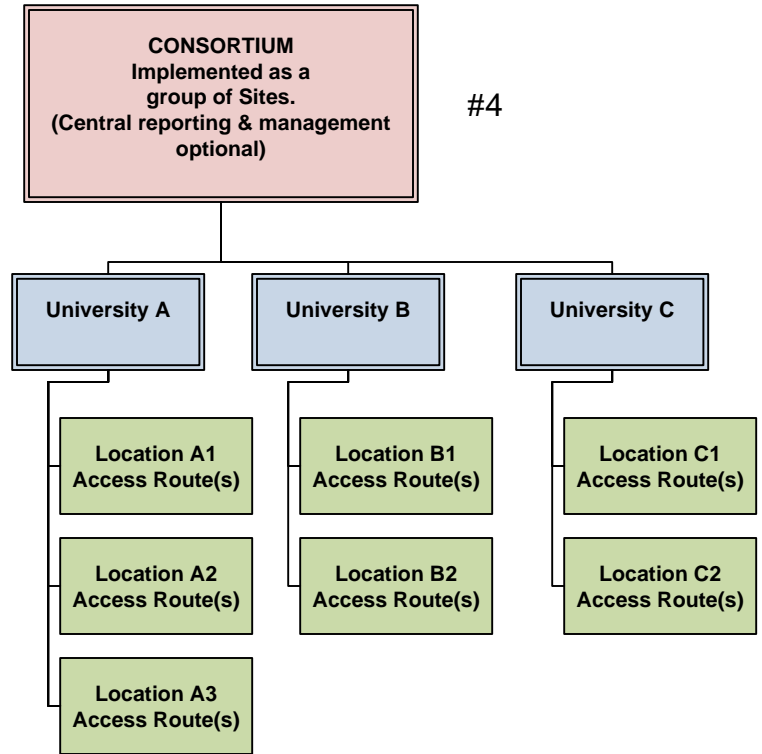 CONSORTIUM
Implemented as a
group of Sites.
(Central reporting & management
optional)
#4
University A
University B
University C
Location A1
Access Route(s)
Location B1
Access Route(s)
Location C1
Access Route(s)
Location A2
Access Route(s)
Location B2
Access Route(s)
Location C2
Access Route(s)
Location A3
Access Route(s)